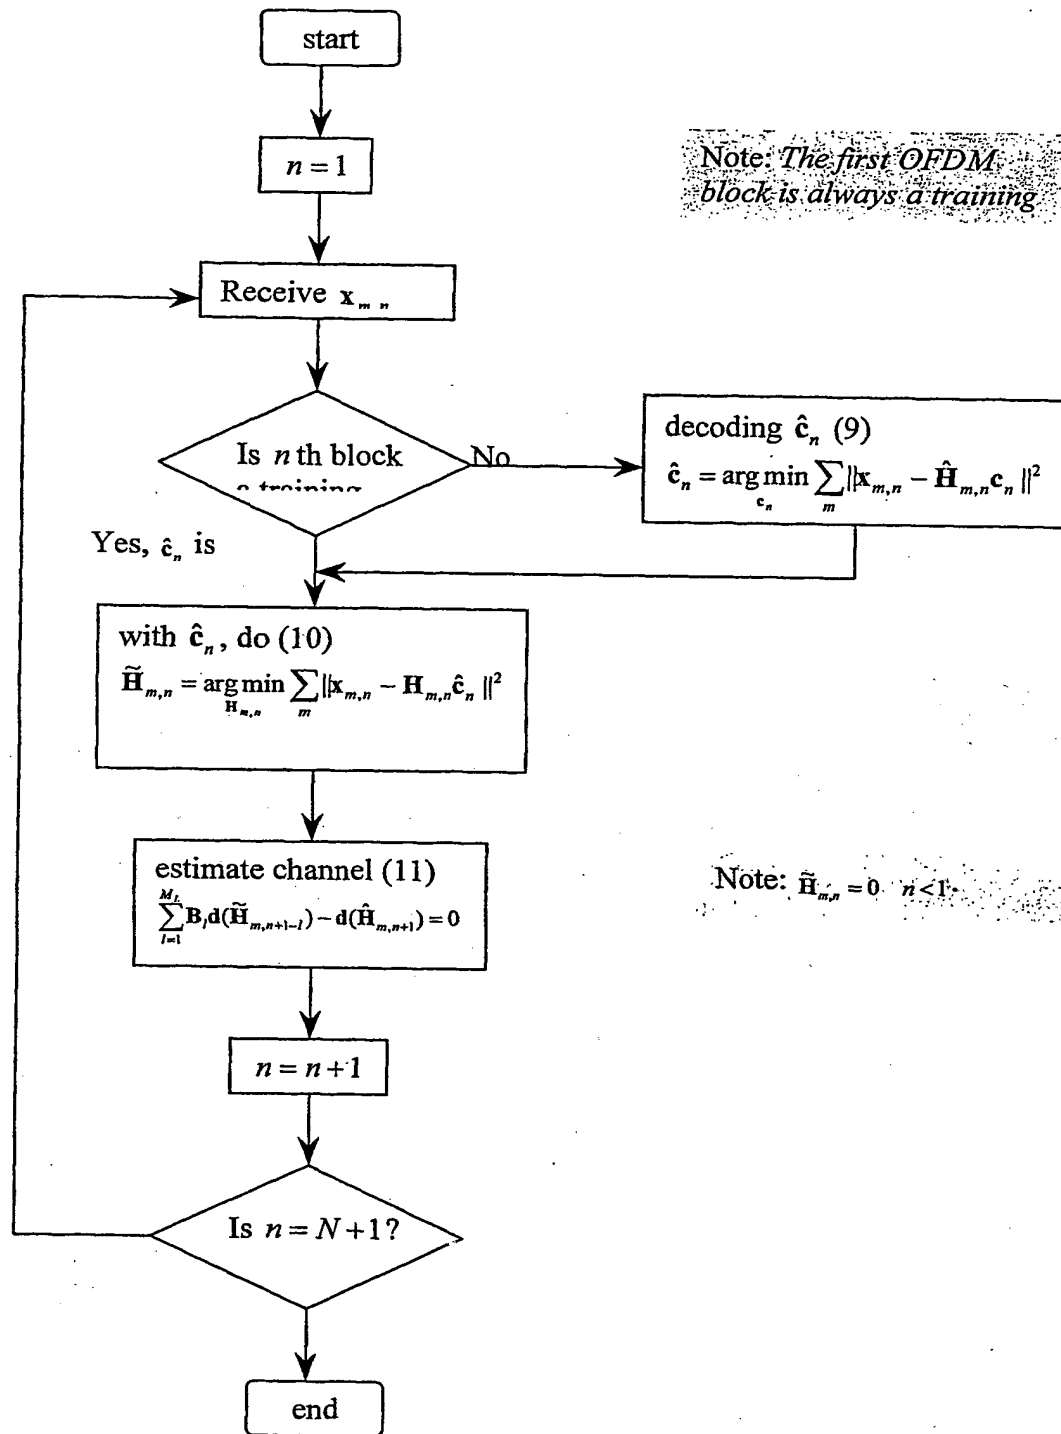 start
n = 1
Note: The first OFDM
block is always a training
Receive x_{m n}
Is n th block
No
decoding ĉ_n (9)
ĉ_n = arg min_{c_n} ∑_m ||x_{m,n} − Ĥ_{m,n} c_n||²
Yes, ĉ_n is
with ĉ_n, do (10)
H̃_{m,n} = arg min_{H_{m,n}} ∑_m ||x_{m,n} − H_{m,n} ĉ_n||²
estimate channel (11)
∑_{l=1}^{M_L} B_l d(H̃_{m,n+1−l}) − d(Ĥ_{m,n+1}) = 0
Note: H̃_{m,n} = 0 n < 1.
n = n + 1
Is n = N + 1?
end